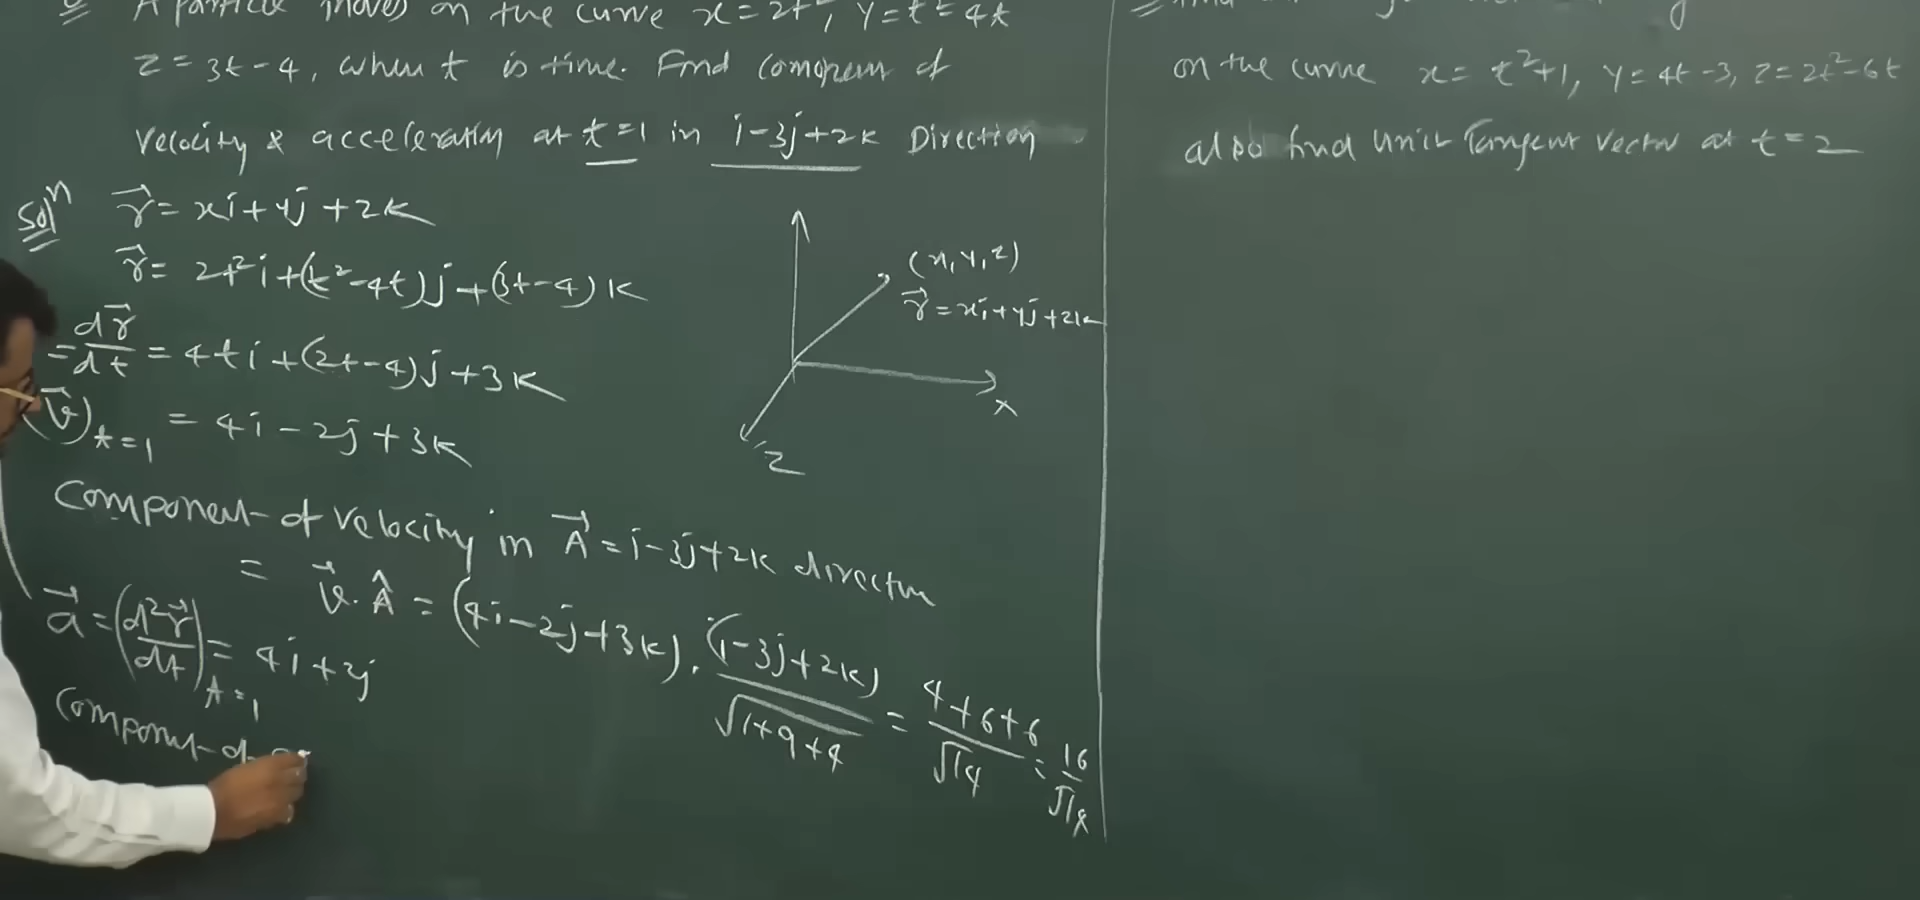 A particle moves on the curve x = 2t², y = t² = 4t
z = 3t - 4, when t is time. Find component of
velocity & acceleration at t = 1 in i - 3j + 2k Direction
Solⁿ r⃗ = xi + yj + zk
r⃗ = 2t²i + (t² - 4t)j + (3t - 4)k
= dr⃗/dt = 4ti + (2t - 4)j + 3k
(v⃗)t=1 = 4i - 2j + 3k
Component of velocity in A⃗ = i - 3j + 2k direction
= v⃗ . Â = (4i - 2j + 3k) . (i - 3j + 2k) / √1+9+4 = 4+6+6 / √14 = 16 / √14
a⃗ = (d²r⃗/dt)t=1 = 4i + 2j
Component of
(x, y, z)
r⃗ = xi + yj + zk
x
z
on the curve x = t² + 1, y = 4t - 3, z = 2t² - 6t
also find unit Tangent vector at t = 2